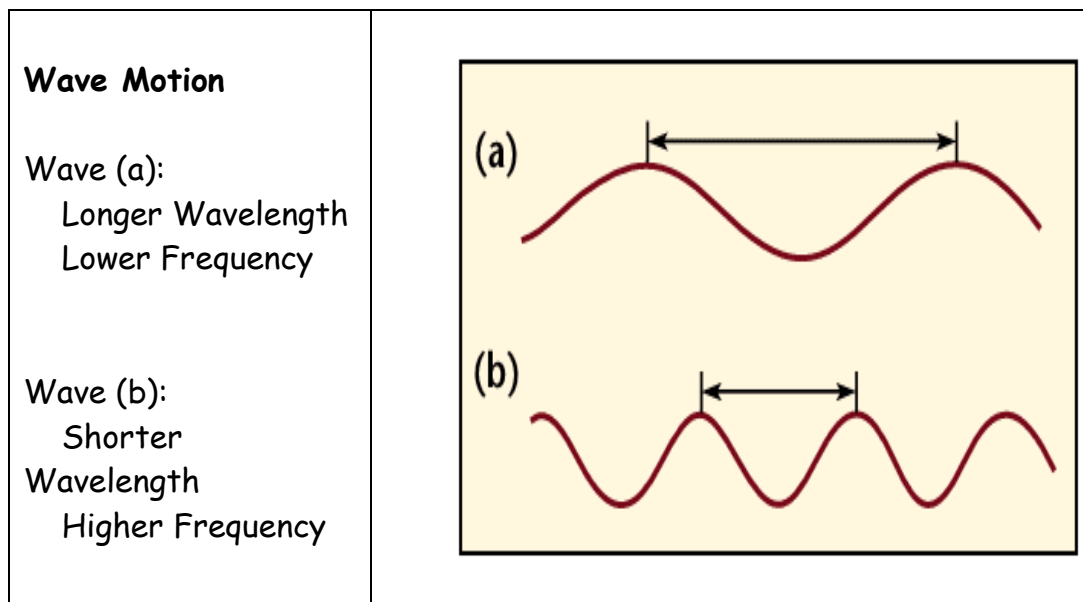 Wave Motion
Wave (a):
Longer Wavelength
Lower Frequency
Wave (b):
Shorter
Wavelength
Higher Frequency
(a)
(b)